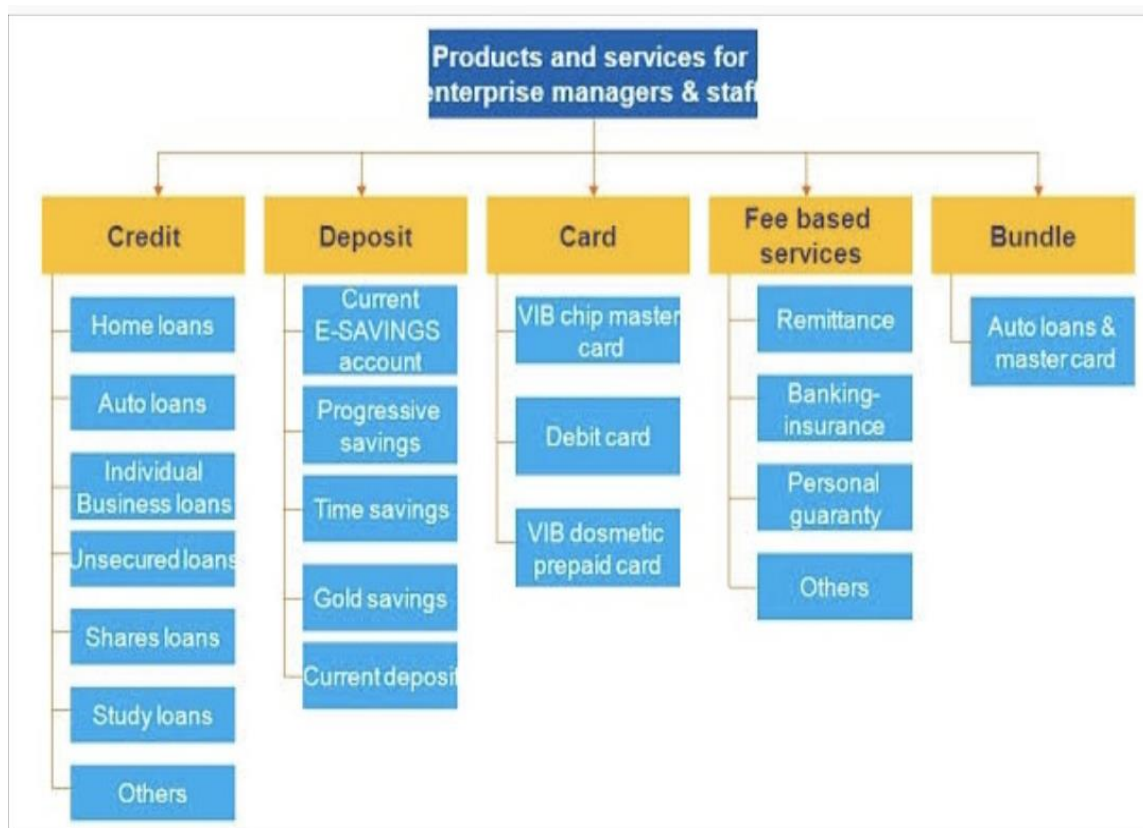 Products and services for
enterprise managers & staff
Credit
Home loans
Auto loans
Individual
Business loans
Unsecured loans
Shares loans
Study loans
Others
Deposit
Current
E-SAVINGS
account
Progressive
savings
Time savings
Gold savings
Current deposit
Card
VIB chip master
card
Debit card
VIB dosmetic
prepaid card
Fee based
services
Remittance
Banking-
insurance
Personal
guaranty
Others
Bundle
Auto loans &
master card